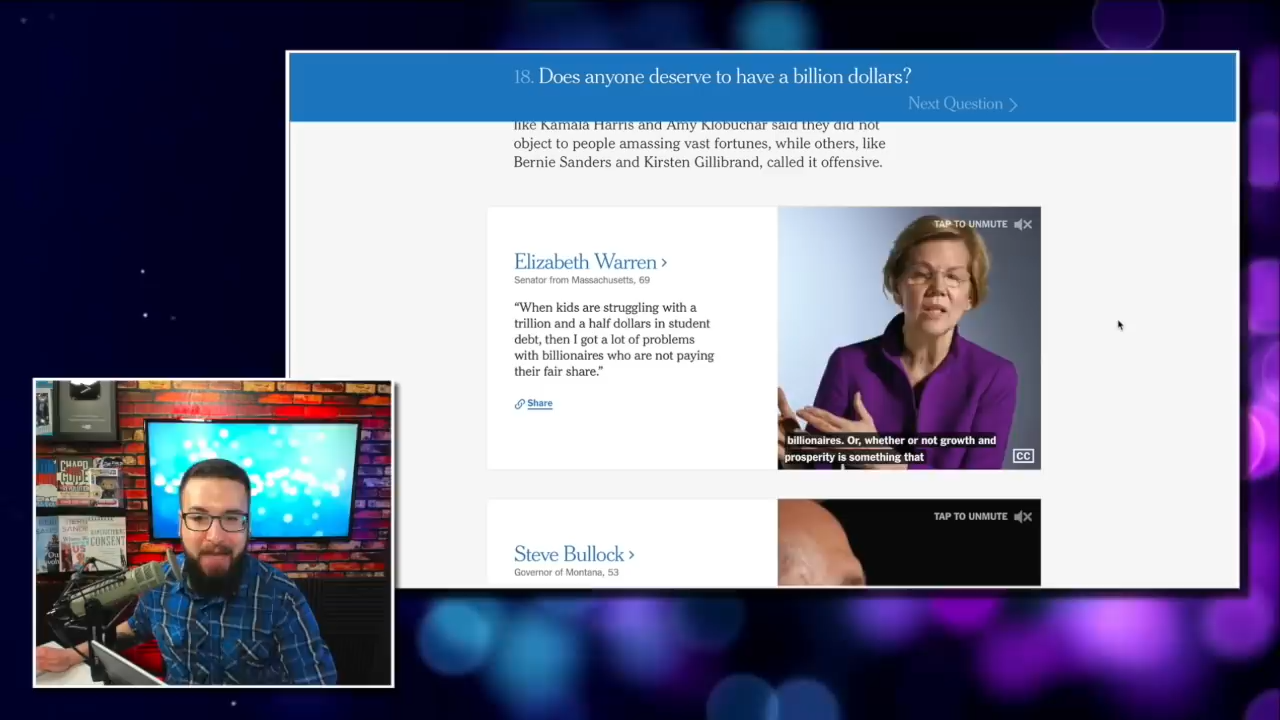 18. Does anyone deserve to have a billion dollars?
Next Question >
like Kamala Harris and Amy Klobuchar said they did not
object to people amassing vast fortunes, while others, like
Bernie Sanders and Kirsten Gillibrand, called it offensive.
Elizabeth Warren >
Senator from Massachusetts, 69
“When kids are struggling with a
trillion and a half dollars in student
debt, then I got a lot of problems
with billionaires who are not paying
their fair share.”
Share
TAP TO UNMUTE
billionaires. Or, whether or not growth and
prosperity is something that
CC
Steve Bullock >
Governor of Montana, 53
TAP TO UNMUTE
CHAPO
GUIDE
CONSENT